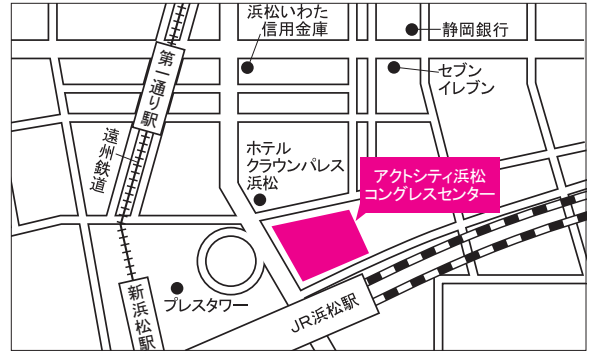 浜松いわた
信用金庫
静岡銀行
セブン
イレブン
第一通り駅
遠州鉄道
ホテル
クラウンパレス
浜松
アクトシティ浜松
コングレスセンター
新浜松駅
プレスタワー
JR浜松駅